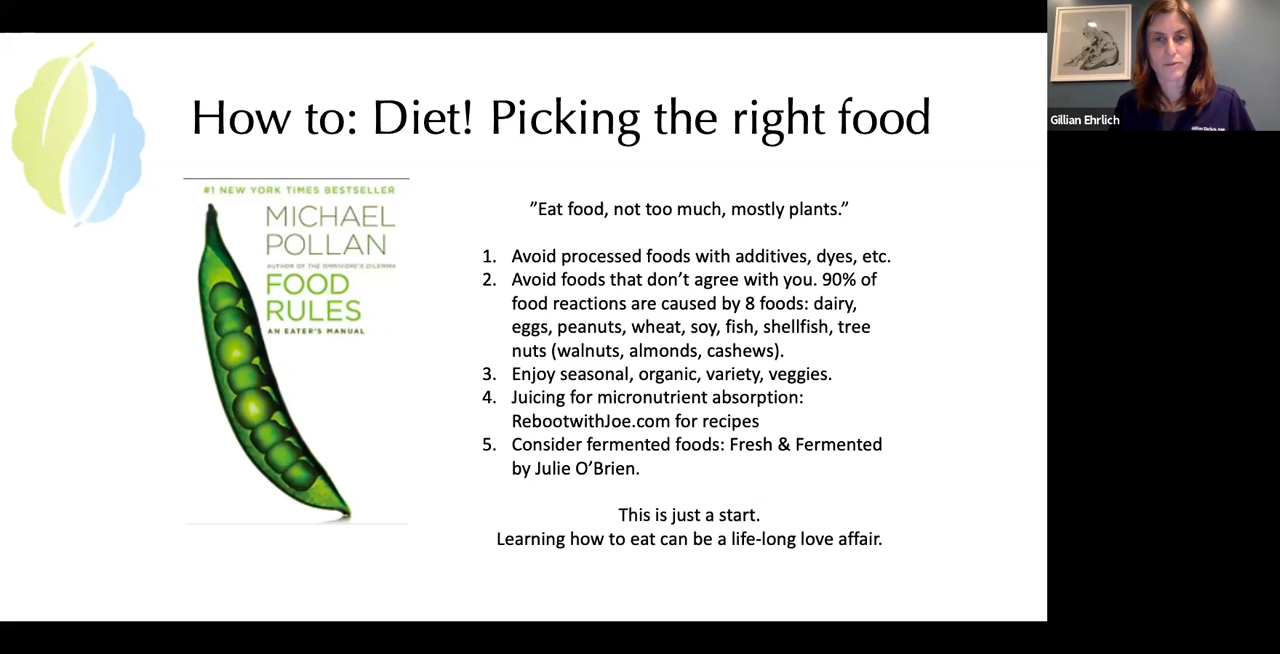 How to: Diet! Picking the right food
#1 NEW YORK TIMES BESTSELLER
MICHAEL
POLLAN
AUTHOR OF THE OMNIVORE'S DILEMMA
FOOD
RULES
AN EATER'S MANUAL
”Eat food, not too much, mostly plants.”
1. Avoid processed foods with additives, dyes, etc.
2. Avoid foods that don’t agree with you. 90% of
food reactions are caused by 8 foods: dairy,
eggs, peanuts, wheat, soy, fish, shellfish, tree
nuts (walnuts, almonds, cashews).
3. Enjoy seasonal, organic, variety, veggies.
4. Juicing for micronutrient absorption:
RebootwithJoe.com for recipes
5. Consider fermented foods: Fresh & Fermented
by Julie O’Brien.
This is just a start.
Learning how to eat can be a life-long love affair.
Gillian Ehrlich